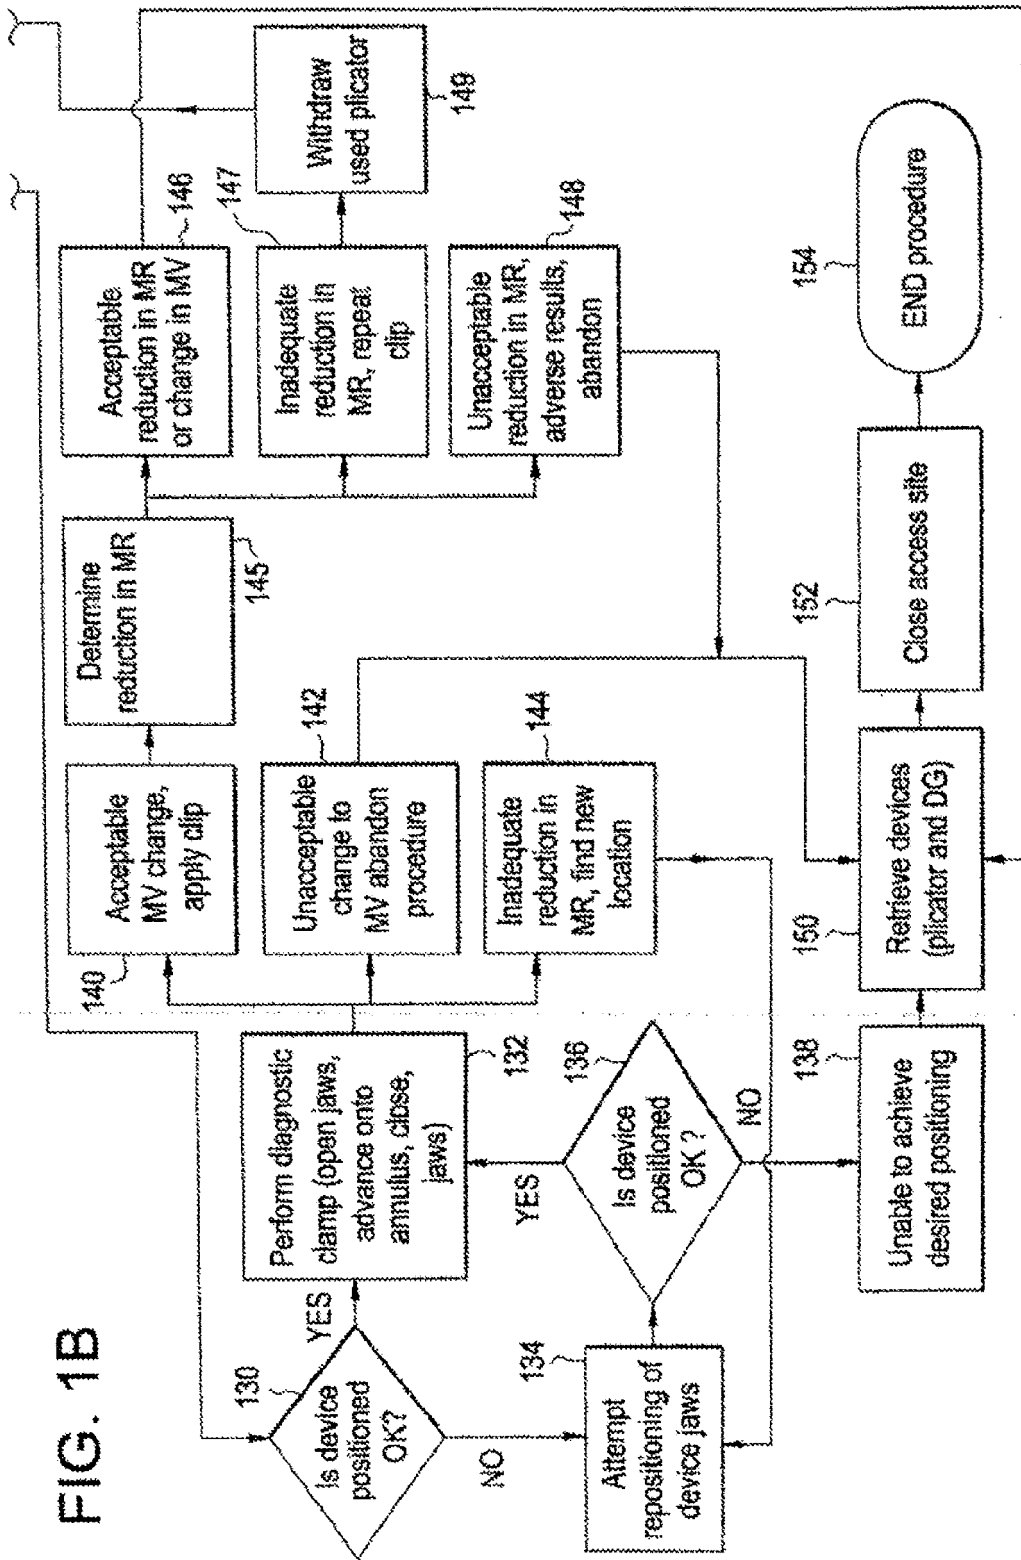 FIG. 1B
130
Is device
positioned
OK?
YES
NO
Perform diagnostic
clamp (open jaws,
advance onto
annulus, close,
jaws)
132
134
Attempt
repositioning of
device jaws
136
Is device
positioned
OK ?
YES
NO
138
Unable to achieve
desired positioning
140
Acceptable
MV change,
apply clip
142
Unacceptable
change to
MV abandon
procedure
144
Inadequate
reduction in
MR, find new
location
Determine
reduction in MR
145
Acceptable
reduction in MR
or change in MV
146
Inadequate
reduction in
MR, repeat
clip
147
Unacceptable
reduction in MR,
adverse results,
abandon
148
Withdraw
used plicator
149
150
Retrieve devices
(plicator and DG)
152
Close access site
154
END procedure